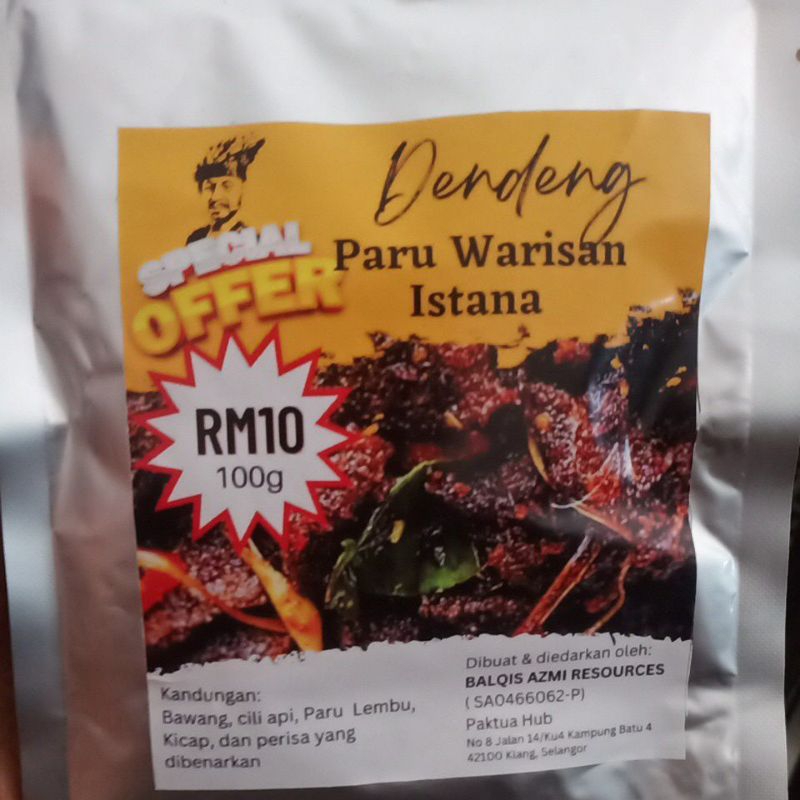 Dendeng
Paru Warisan
Istana
SPECIAL
OFFER
RM10
100g
Kandungan:
Bawang, cili api, Paru Lembu,
Kicap, dan perisa yang
dibenarkan
Dibuat & diedarkan oleh:
BALQIS AZMI RESOURCES
( SA0466062-P)
Paktua Hub
No 8 Jalan 14/Ku4 Kampung Batu 4
42100 Klang, Selangor